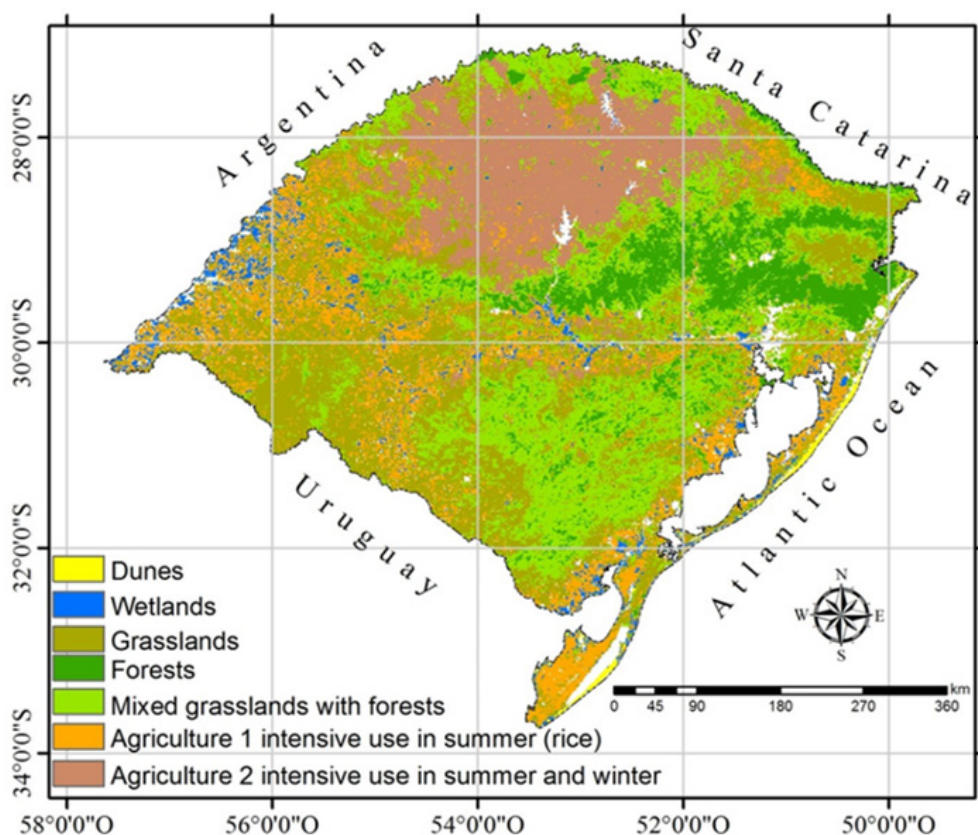 Argentina
Santa Catarina
28°0'0"S
30°0'0"S
32°0'0"S
34°0'0"S
Uruguay
Atlantic Ocean
Dunes
Wetlands
Grasslands
Forests
Mixed grasslands with forests
Agriculture 1 intensive use in summer (rice)
Agriculture 2 intensive use in summer and winter
N
W E
S
km
0 45 90 180 270 360
58°0'0"O 56°0'0"O 54°0'0"O 52°0'0"O 50°0'0"O